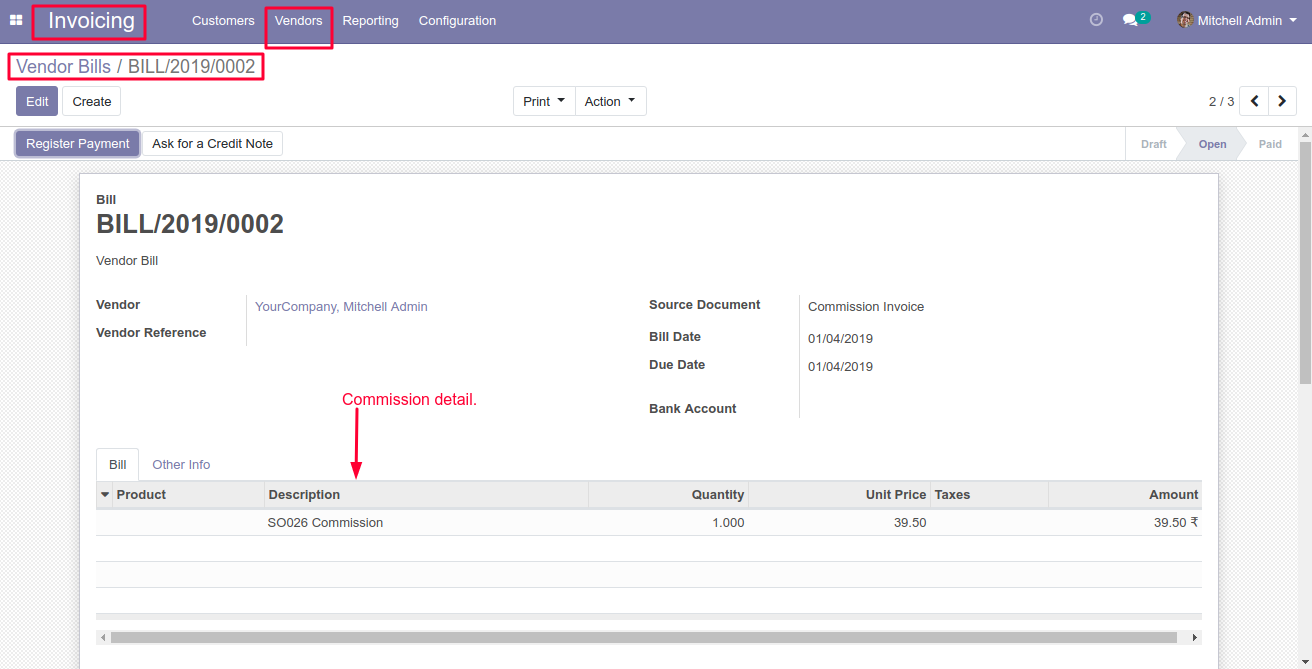 Invoicing Customers Vendors Reporting Configuration 2 Mitchell Admin
Vendor Bills / BILL/2019/0002
Edit Create Print Action 2 / 3
Register Payment Ask for a Credit Note Draft Open Paid
Bill
BILL/2019/0002
Vendor Bill
Vendor YourCompany, Mitchell Admin Source Document Commission Invoice
Vendor Reference Bill Date 01/04/2019
Due Date 01/04/2019
Commission detail.
Bank Account
Bill Other Info
Product Description Quantity Unit Price Taxes Amount
SO026 Commission 1.000 39.50 39.50 ₹